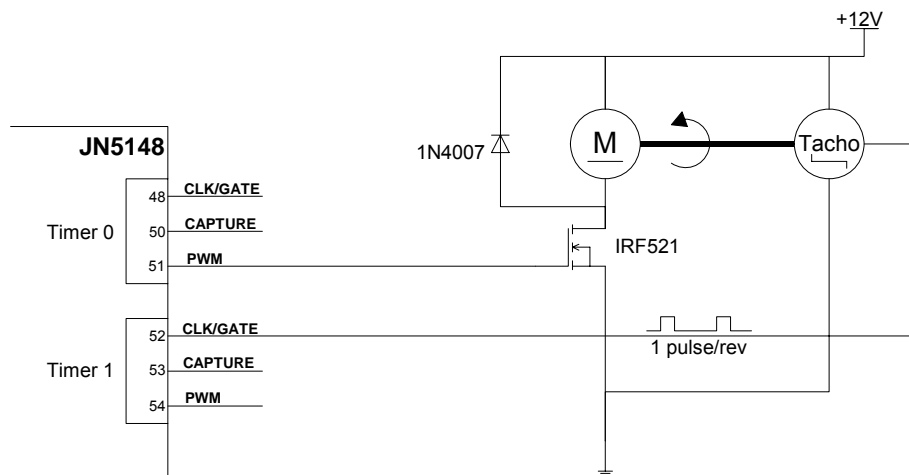 +12V
JN5148
1N4007
M
Tacho
Timer 0
48 CLK/GATE
50 CAPTURE
51 PWM
IRF521
Timer 1
52 CLK/GATE
53 CAPTURE
54 PWM
1 pulse/rev